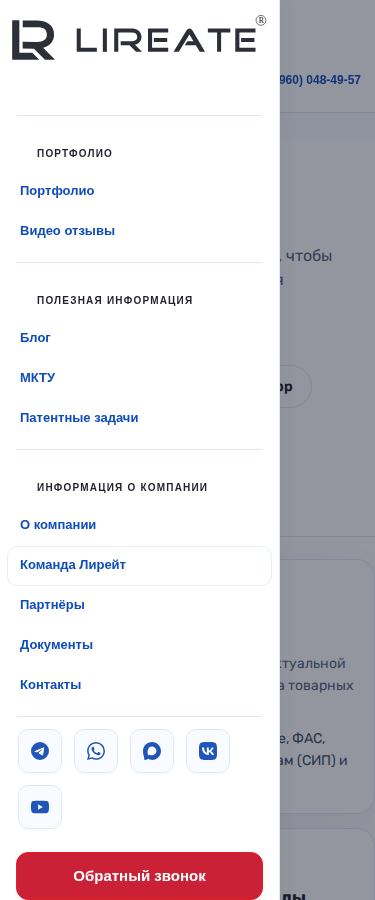 LR LIREATE®
960) 048-49-57
ПОРТФОЛИО
Портфолио
Видео отзывы
, чтобы
я
ПОЛЕЗНАЯ ИНФОРМАЦИЯ
Блог
МКТУ
ор
Патентные задачи
ИНФОРМАЦИЯ О КОМПАНИИ
О компании
Команда Лирейт
Партнёры
Документы
Контакты
ктуальной
а товарных
е, ФАС,
ам (СИП) и
Обратный звонок